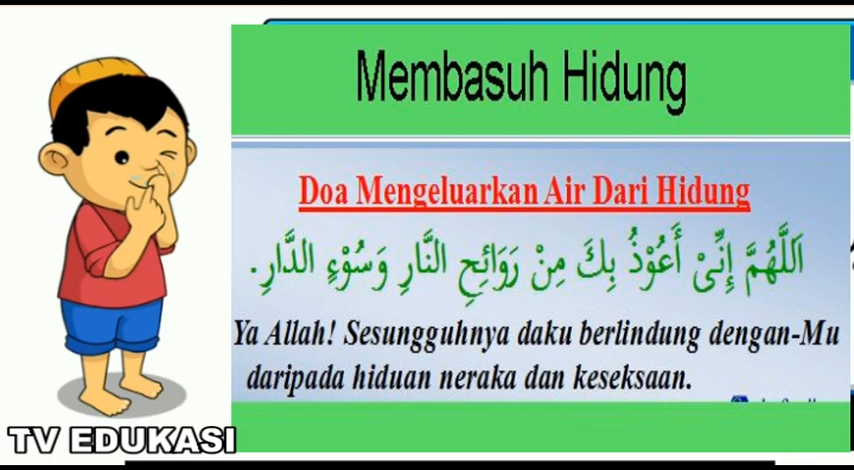 Membasuh Hidung
Doa Mengeluarkan Air Dari Hidung
اَللَّهُمَّ إِنِّىْ أَعُوْذُ بِكَ مِنْ رَوَائِحِ النَّارِ وَسُوْءِ الدَّارِ.
Ya Allah! Sesungguhnya daku berlindung dengan-Mu
daripada hiduan neraka dan keseksaan.
TV EDUKASI